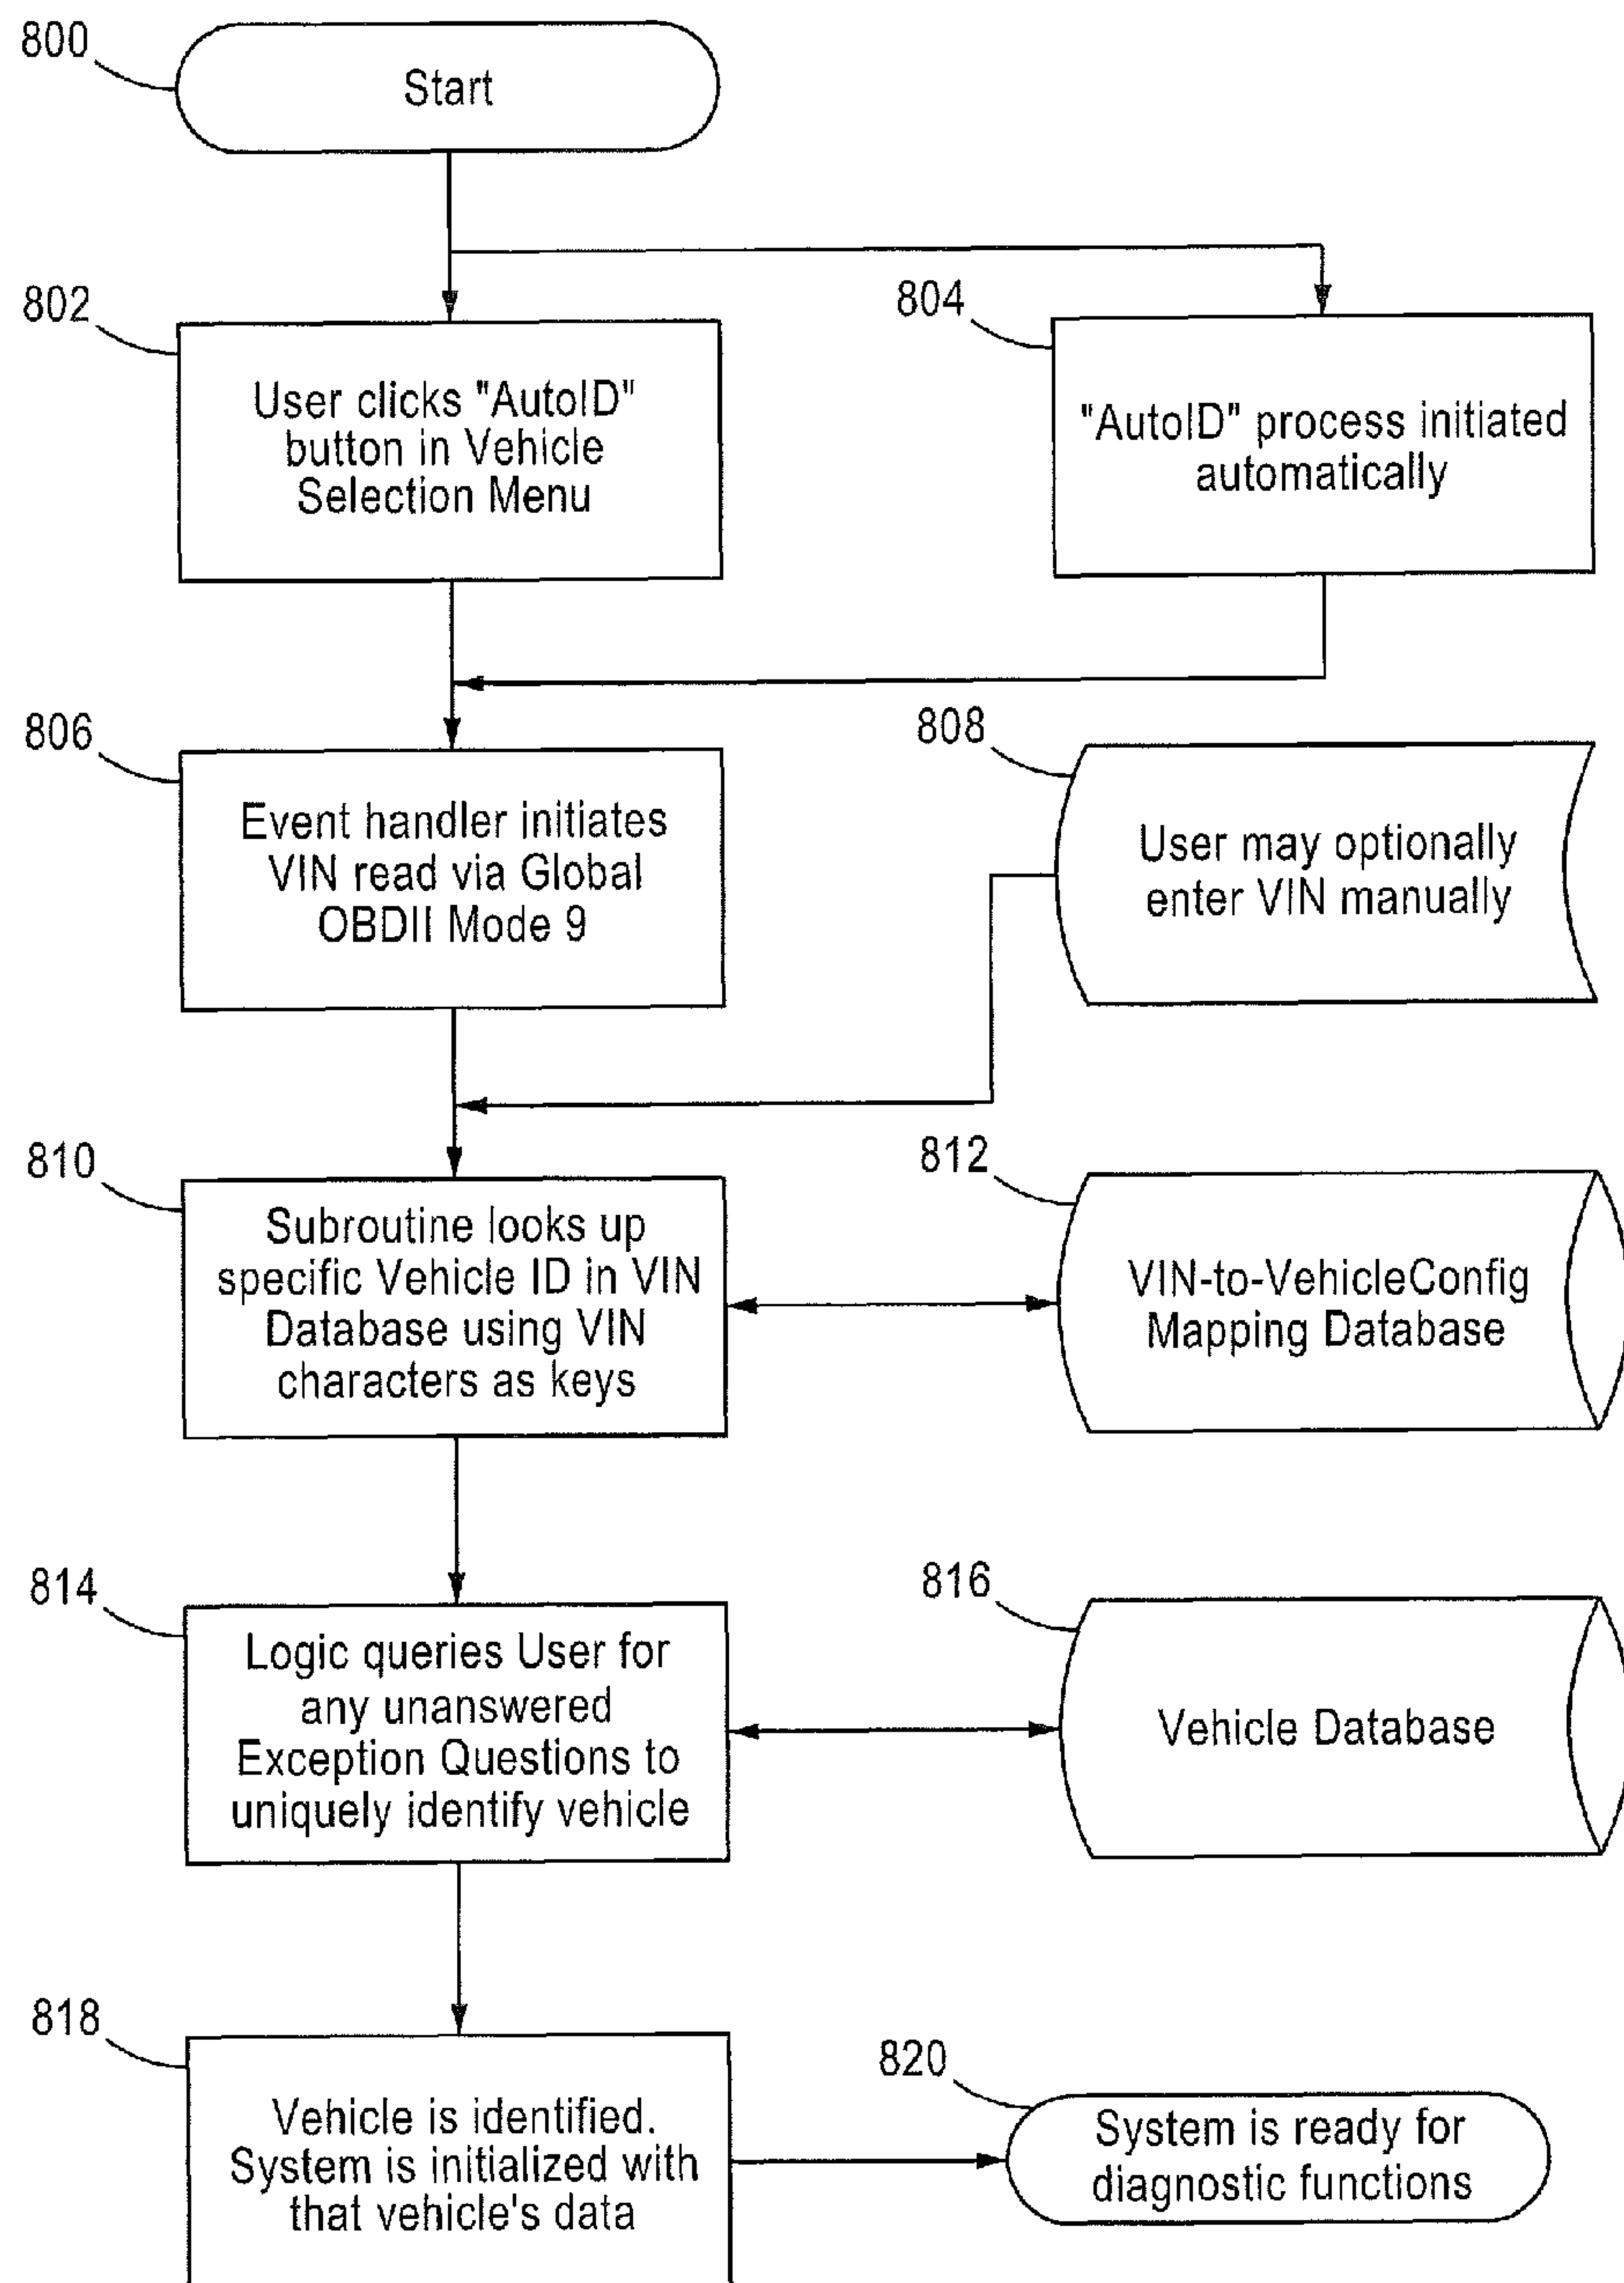 800
Start
802
User clicks "AutoID"
button in Vehicle
Selection Menu
804
"AutoID" process initiated
automatically
806
Event handler initiates
VIN read via Global
OBDII Mode 9
808
User may optionally
enter VIN manually
810
Subroutine looks up
specific Vehicle ID in VIN
Database using VIN
characters as keys
812
VIN-to-VehicleConfig
Mapping Database
814
Logic queries User for
any unanswered
Exception Questions to
uniquely identify vehicle
816
Vehicle Database
818
Vehicle is identified.
System is initialized with
that vehicle's data
820
System is ready for
diagnostic functions